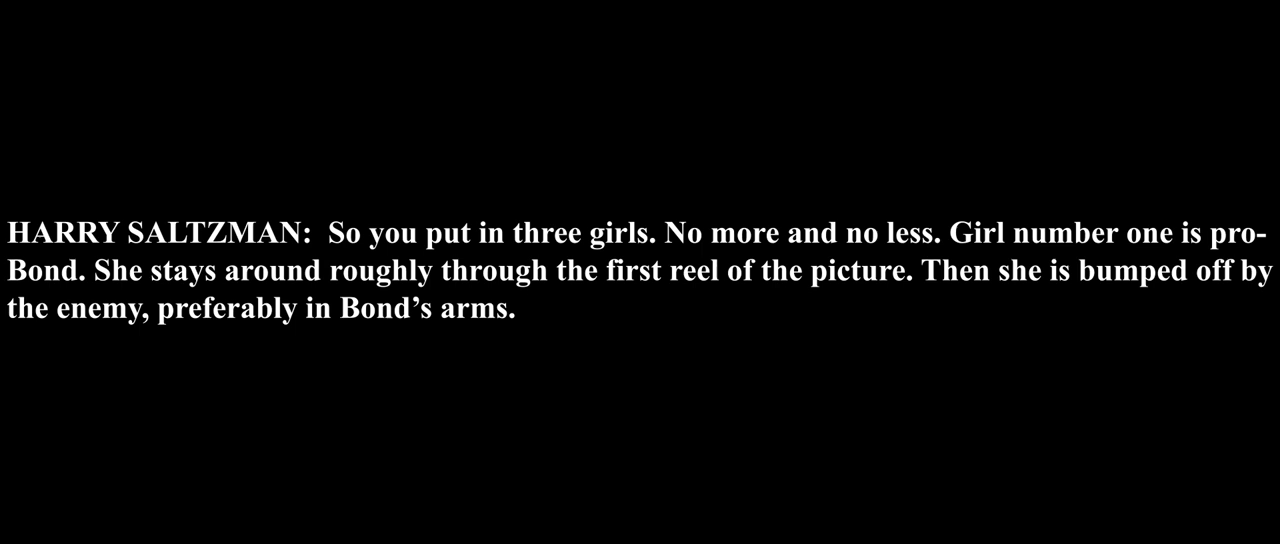 HARRY SALTZMAN:  So you put in three girls. No more and no less. Girl number one is pro-
Bond. She stays around roughly through the first reel of the picture. Then she is bumped off by
the enemy, preferably in Bond’s arms.